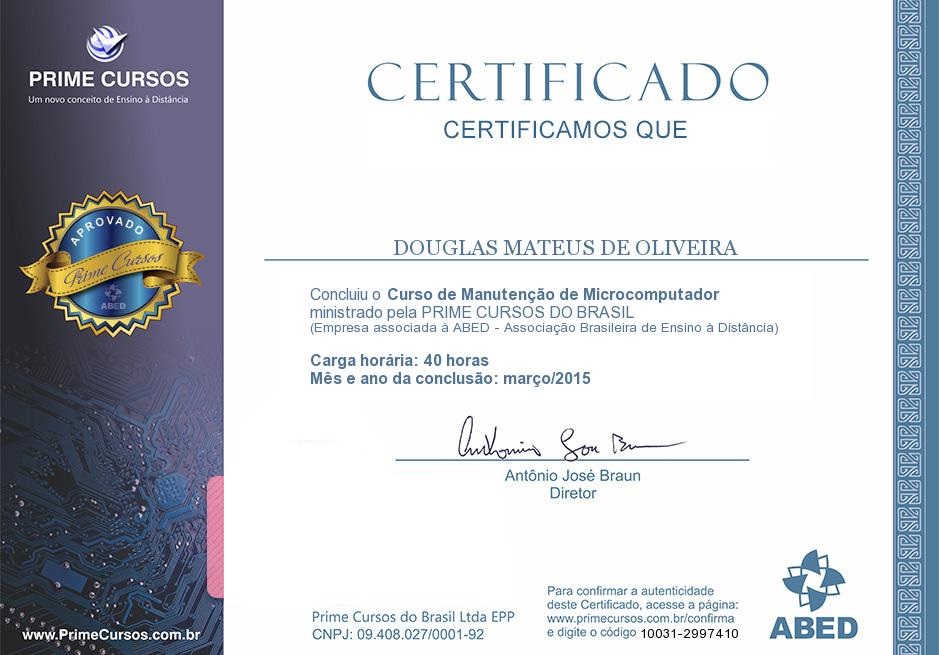 PRIME CURSOS
Um novo conceito de Ensino à Distância
APROVADO
Prime Cursos
ABED
www.PrimeCursos.com.br
CERTIFICADO
CERTIFICAMOS QUE
DOUGLAS MATEUS DE OLIVEIRA
Concluiu o Curso de Manutenção de Microcomputador
ministrado pela PRIME CURSOS DO BRASIL
(Empresa associada à ABED - Associação Brasileira de Ensino à Distância)
Carga horária: 40 horas
Mês e ano da conclusão: março/2015
Antônio José Braun
Diretor
Prime Cursos do Brasil Ltda EPP
CNPJ: 09.408.027/0001-92
Para confirmar a autenticidade
deste Certificado, acesse a página:
www.primecursos.com.br/confirma
e digite o código 10031-2997410
ABED